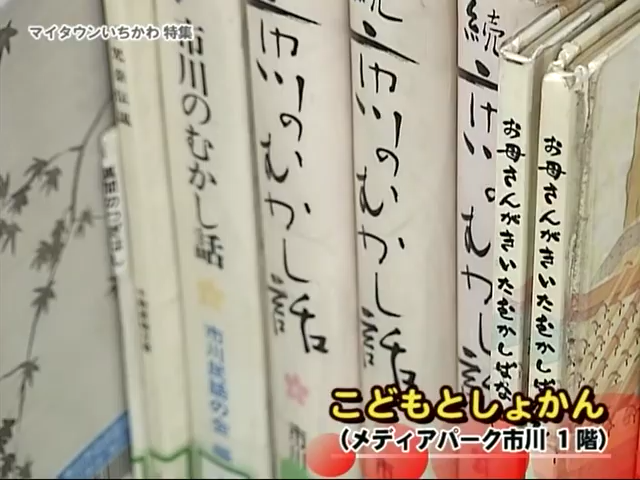 マイタウンいちかわ 特集
市川のむかし話
市川民話の会 編
市川のむかし話
市川
続 市川のむかし話
続 市川のむかし話
お母さんがきいたむかしばな
お母さんがきいたむかしば
こどもとしょかん
(メディアパーク市川 1階)